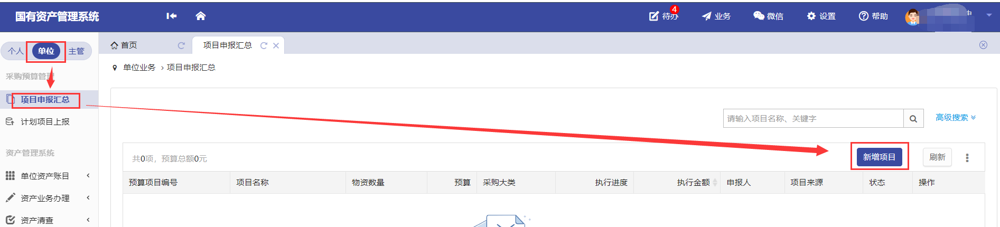 国有资产管理系统
4
待办
业务
微信
设置
帮助
中
个人 单位 主管
首页
项目申报汇总
采购预算管理
单位业务 › 项目申报汇总
项目申报汇总
计划项目上报
请输入项目名称、关键字
高级搜索
资产管理系统
共0项，预算总额0元
新增项目
刷新
单位资产账目
预算项目编号 项目名称 物资数量 预算 采购大类 执行进度 执行金额 申报人 项目来源 状态 操作
资产业务办理
资产清查